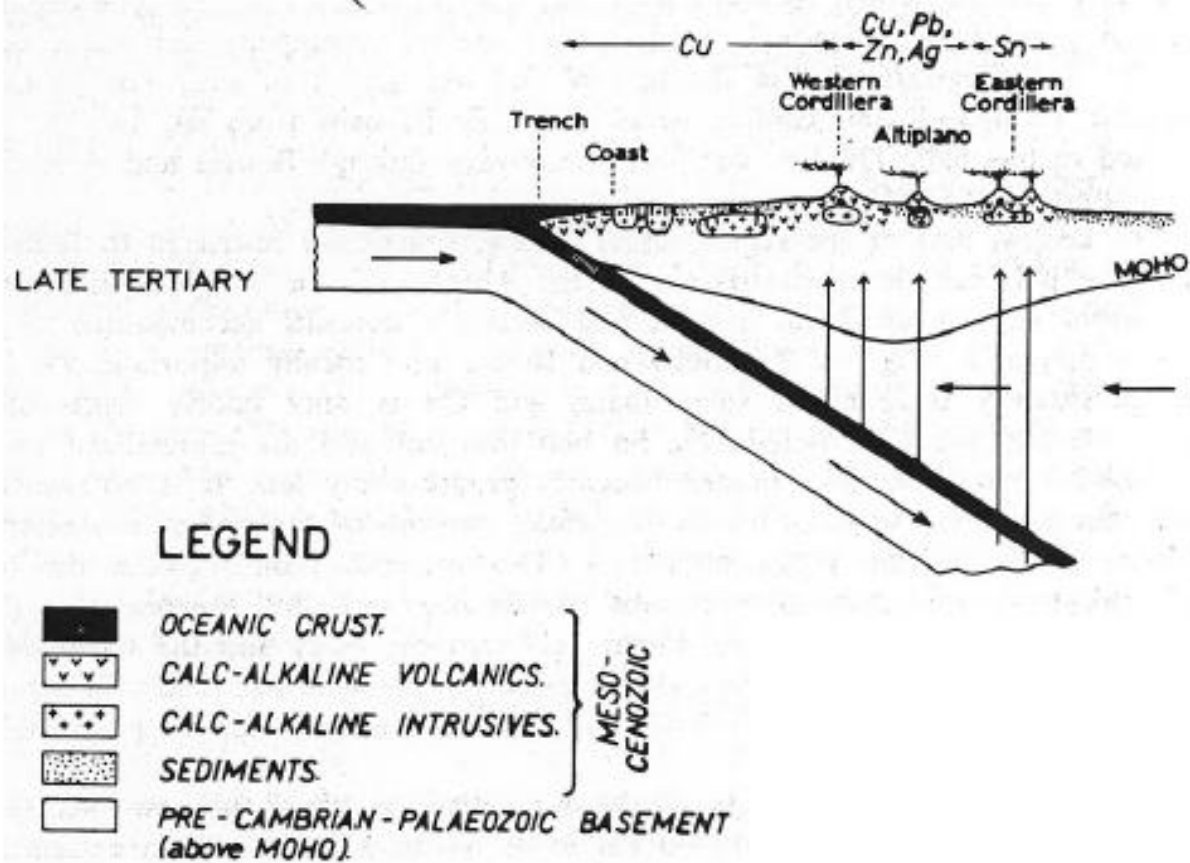 Cu
Cu, Pb,
Zn, Ag
Sn
Western
Cordillera
Eastern
Cordillera
Altiplano
Trench
Coast
LATE TERTIARY
MOHO
LEGEND
OCEANIC CRUST.
CALC-ALKALINE VOLCANICS.
CALC-ALKALINE INTRUSIVES.
SEDIMENTS.
PRE-CAMBRIAN-PALAEOZOIC BASEMENT
(above MOHO).
MESO-
CENOZOIC